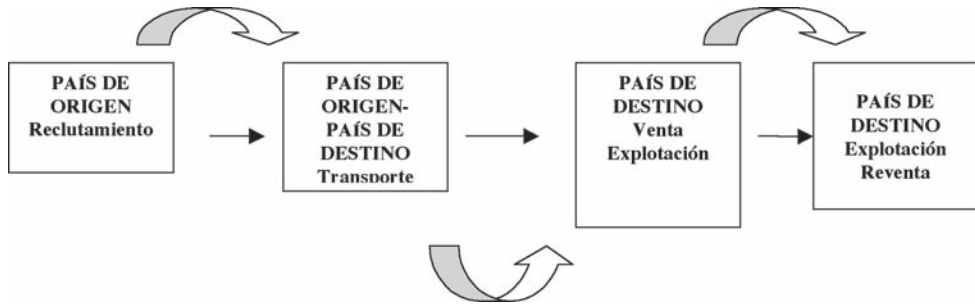 PAÍS DE
ORIGEN
Reclutamiento
PAÍS DE
ORIGEN-
PAÍS DE
DESTINO
Transporte
PAÍS DE
DESTINO
Venta
Explotación
PAÍS DE
DESTINO
Explotación
Reventa